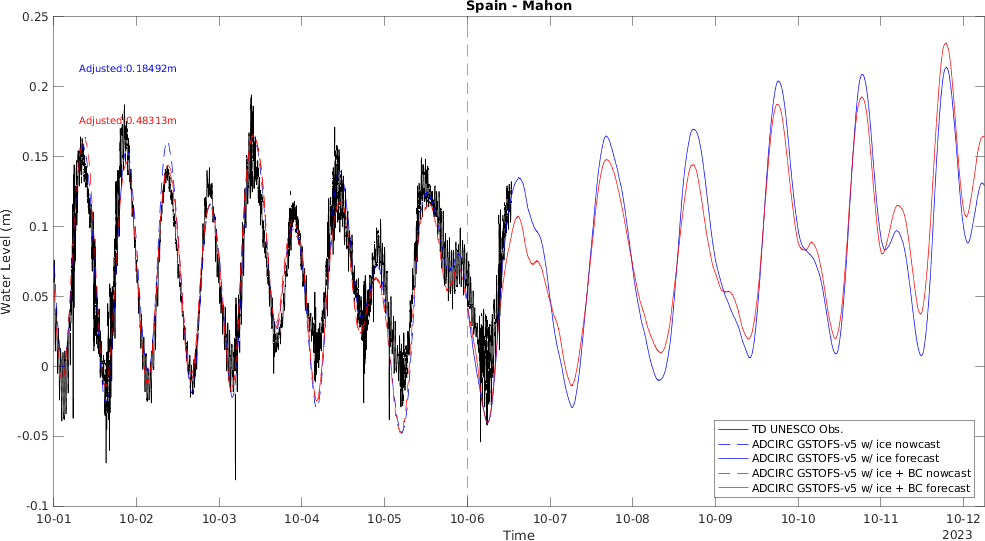 Spain - Mahon
0.25
0.2
0.15
0.1
0.05
0
-0.05
-0.1
Water Level (m)
Adjusted:0.18492m
Adjusted:0.48313m
TD UNESCO Obs.
ADCIRC GSTOFS-v5 w/ ice nowcast
ADCIRC GSTOFS-v5 w/ ice forecast
ADCIRC GSTOFS-v5 w/ ice + BC nowcast
ADCIRC GSTOFS-v5 w/ ice + BC forecast
10-01 10-02 10-03 10-04 10-05 10-06 10-07 10-08 10-09 10-10 10-11 10-12
Time
2023